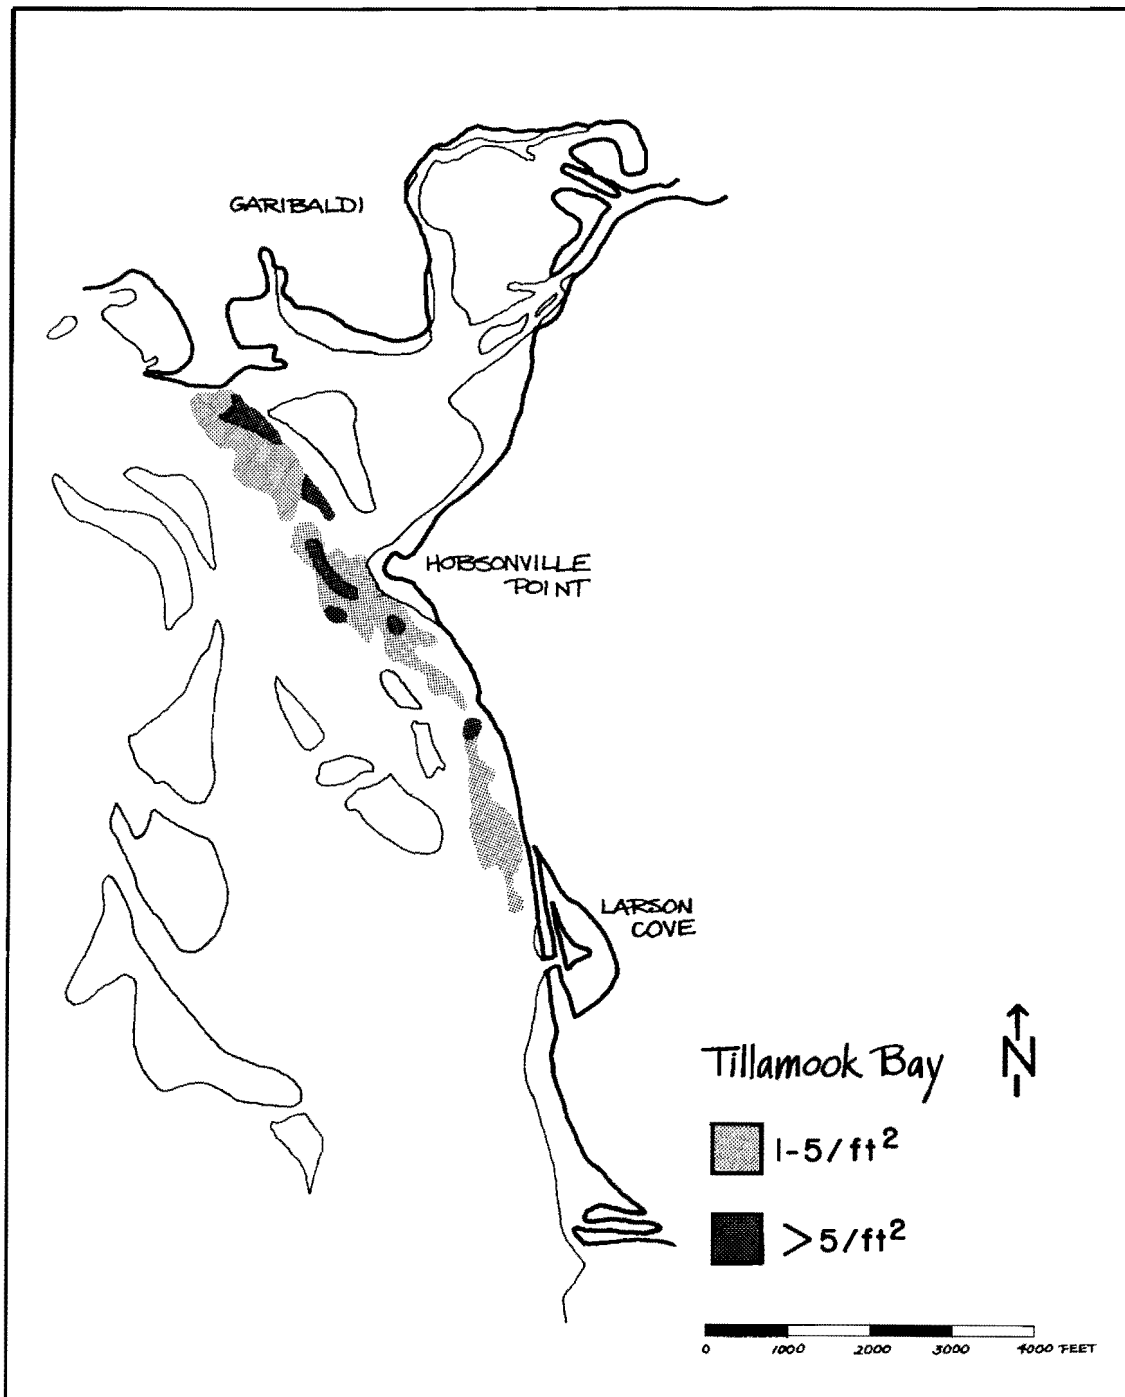 GARIBALDI
HOBSONVILLE
POINT
LARSON
COVE
Tillamook Bay
N
1-5/ft²
>5/ft²
0 1000 2000 3000 4000 FEET